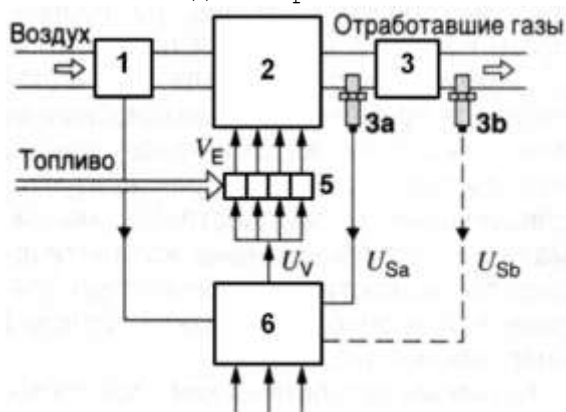 Воздух
Отработавшие газы
1
2
3
3a
3b
V_E
Топливо
5
U_V
U_Sa
U_Sb
6